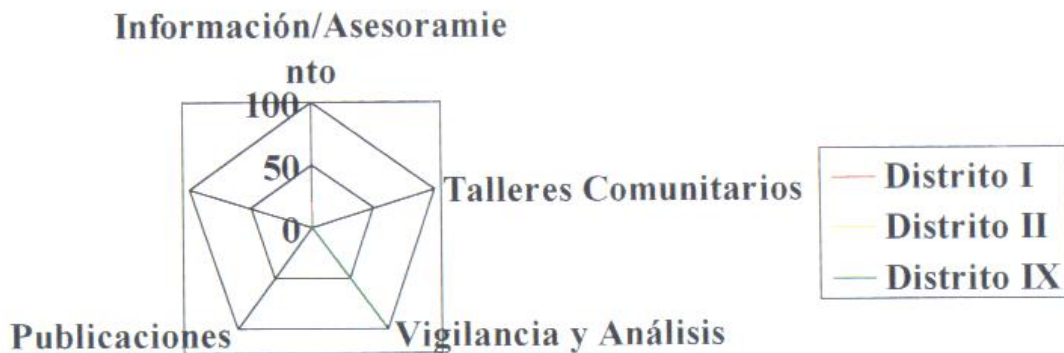 Información/Asesoramie
nto
100
50
0
Talleres Comunitarios
Vigilancia y Análisis
Publicaciones
Distrito I
Distrito II
Distrito IX